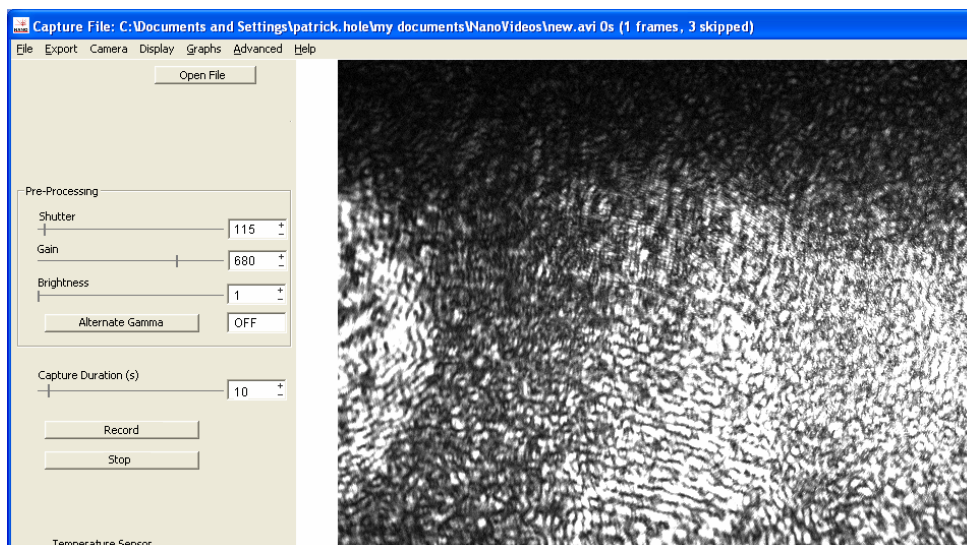 NANO Capture File: C:\Documents and Settings\patrick.hole\my documents\NanoVideos\new.avi 0s (1 frames, 3 skipped)
File Export Camera Display Graphs Advanced Help
Open File
Pre-Processing
Shutter
115 + −
Gain
680 + −
Brightness
1 + −
Alternate Gamma OFF
Capture Duration (s)
10 + −
Record
Stop
Temperature Sensor